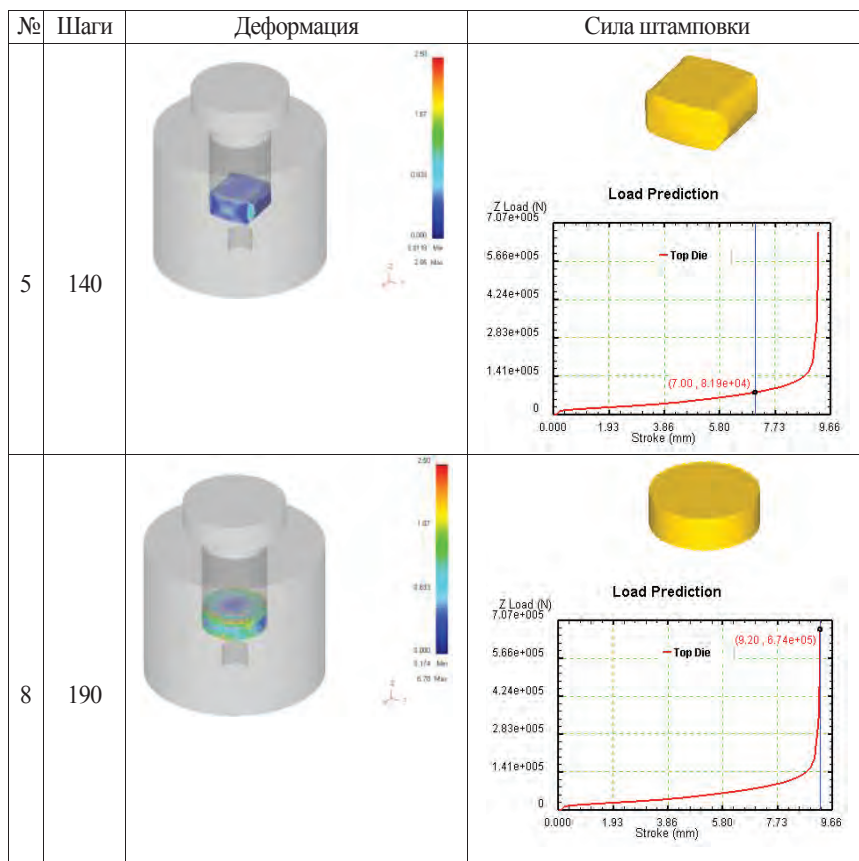 № Шаги Деформация Сила штамповки
5 140
2.50
1.67
0.833
0.000
Min
Max
Load Prediction
Z Load (N)
7.07e+005
5.66e+005
4.24e+005
2.83e+005
1.41e+005
0
Top Die
(7.00 , 8.19e+04)
0.000 1.93 3.86 5.80 7.73 9.66
Stroke (mm)
8 190
0.833
0.000
0.174 Min
6.70 Max
Load Prediction
Z Load (N)
7.07e+005
5.66e+005
4.24e+005
2.83e+005
1.41e+005
0
Top Die
(9.20 , 6.74e+05)
0.000 1.93 3.86 5.80 7.73 9.66
Stroke (mm)